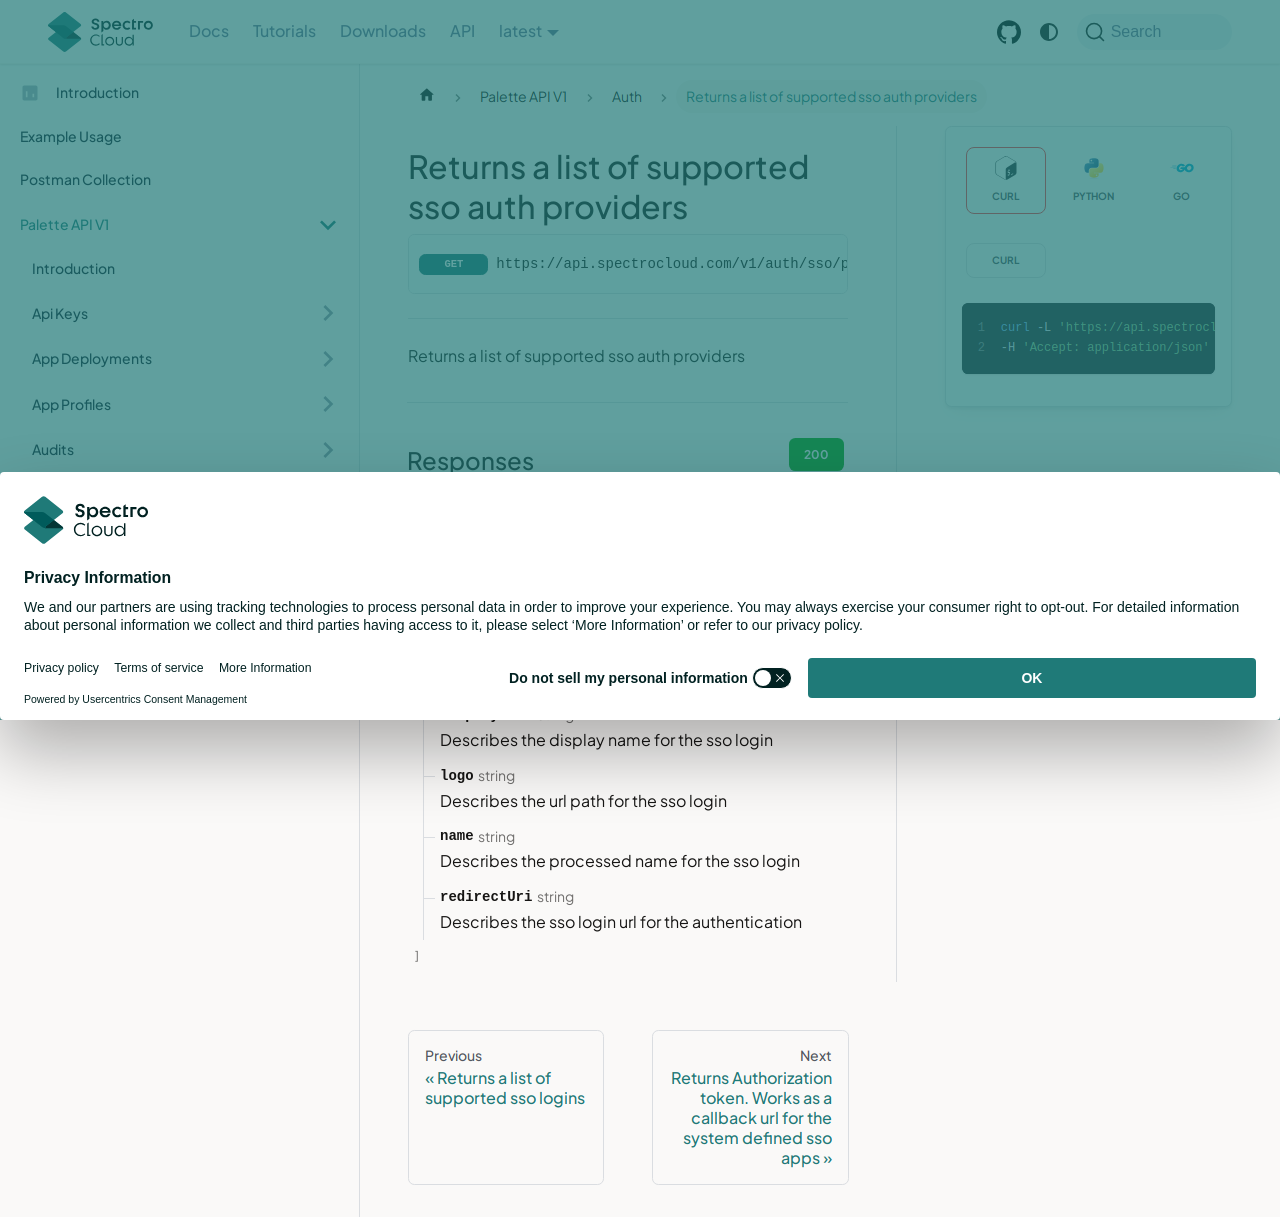 Spectro Cloud
Docs
Tutorials
Downloads
API
latest
Search
Introduction
Example Usage
Postman Collection
Palette API V1
Introduction
Api Keys
App Deployments
App Profiles
Audits
Palette API V1
Auth
Returns a list of supported sso auth providers
Returns a list of supported
sso auth providers
GET https://api.spectrocloud.com/v1/auth/sso/p
Returns a list of supported sso auth providers
Responses
200
CURL
PYTHON
GO
CURL
1 curl -L 'https://api.spectrocl
2 -H 'Accept: application/json'
Spectro
Cloud
Privacy Information
We and our partners are using tracking technologies to process personal data in order to improve your experience. You may always exercise your consumer right to opt-out. For detailed information
about personal information we collect and third parties having access to it, please select ‘More Information’ or refer to our privacy policy.
Privacy policy
Terms of service
More Information
Powered by Usercentrics Consent Management
Do not sell my personal information
OK
Describes the display name for the sso login
logo string
Describes the url path for the sso login
name string
Describes the processed name for the sso login
redirectUri string
Describes the sso login url for the authentication
]
Previous
« Returns a list of
supported sso logins
Next
Returns Authorization
token. Works as a
callback url for the
system defined sso
apps »